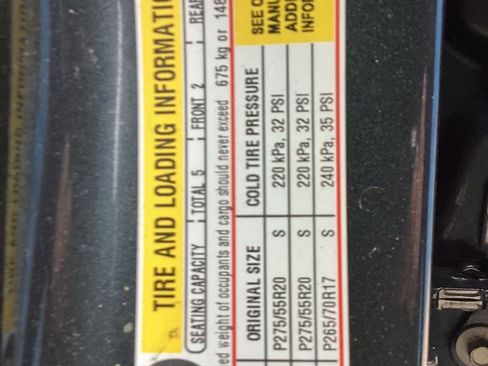 TIRE AND LOADING INFORMATIO
SEATING CAPACITY TOTAL 5 FRONT 2 REAR
ed weight of occupants and cargo should never exceed 675 kg or 148
ORIGINAL SIZE COLD TIRE PRESSURE SEE O
MANU
ADDI
INFOR
P275/55R20 S 220 kPa, 32 PSI
P275/55R20 S 220 kPa, 32 PSI
P265/70R17 S 240 kPa, 35 PSI